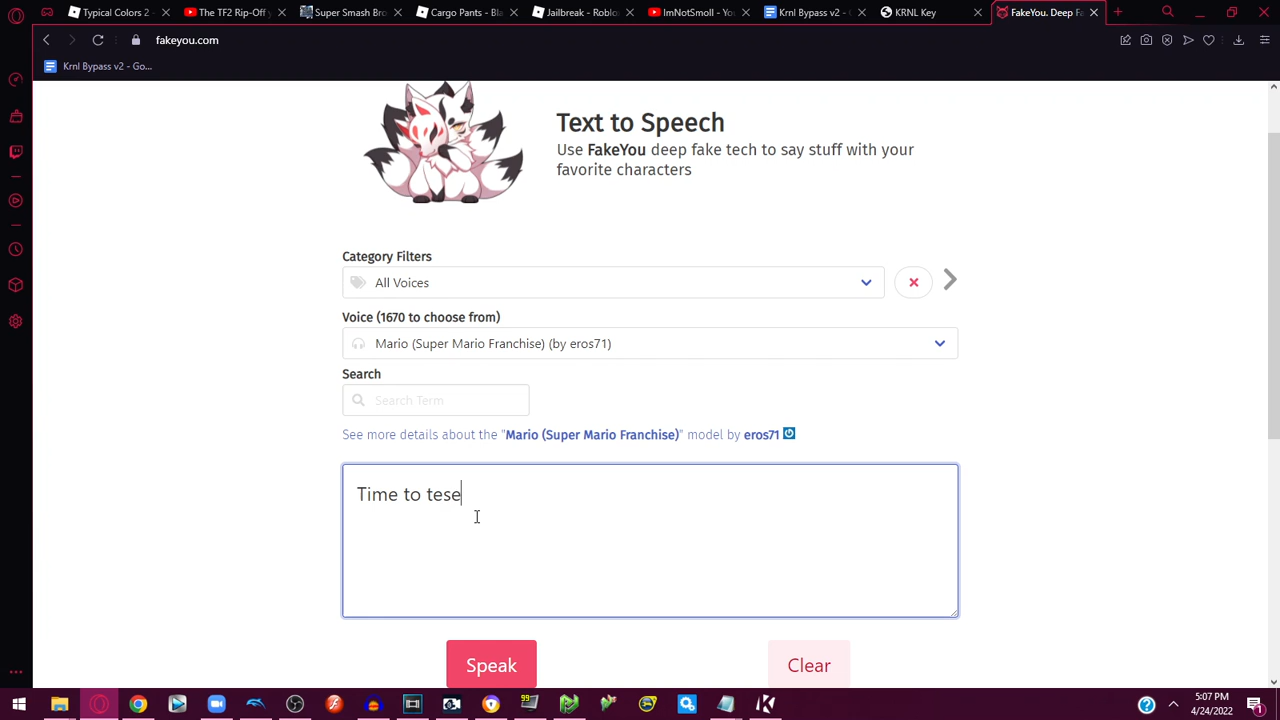 Typical Colors 2 -
The TF2 Rip-Off y
Super Smash Bro
Cargo Pants - Bla
Jailbreak - Roblo
ImNotSmoll - Yo
Krnl Bypass v2 - G
KRNL Key
FakeYou. Deep Fa
fakeyou.com
Krnl Bypass v2 - Go...
Text to Speech
Use FakeYou deep fake tech to say stuff with your
favorite characters
Category Filters
All Voices
Voice (1670 to choose from)
Mario (Super Mario Franchise) (by eros71)
Search
Search Term
See more details about the "Mario (Super Mario Franchise)" model by eros71
Time to tese
Speak
Clear
99+
5:07 PM
4/24/2022